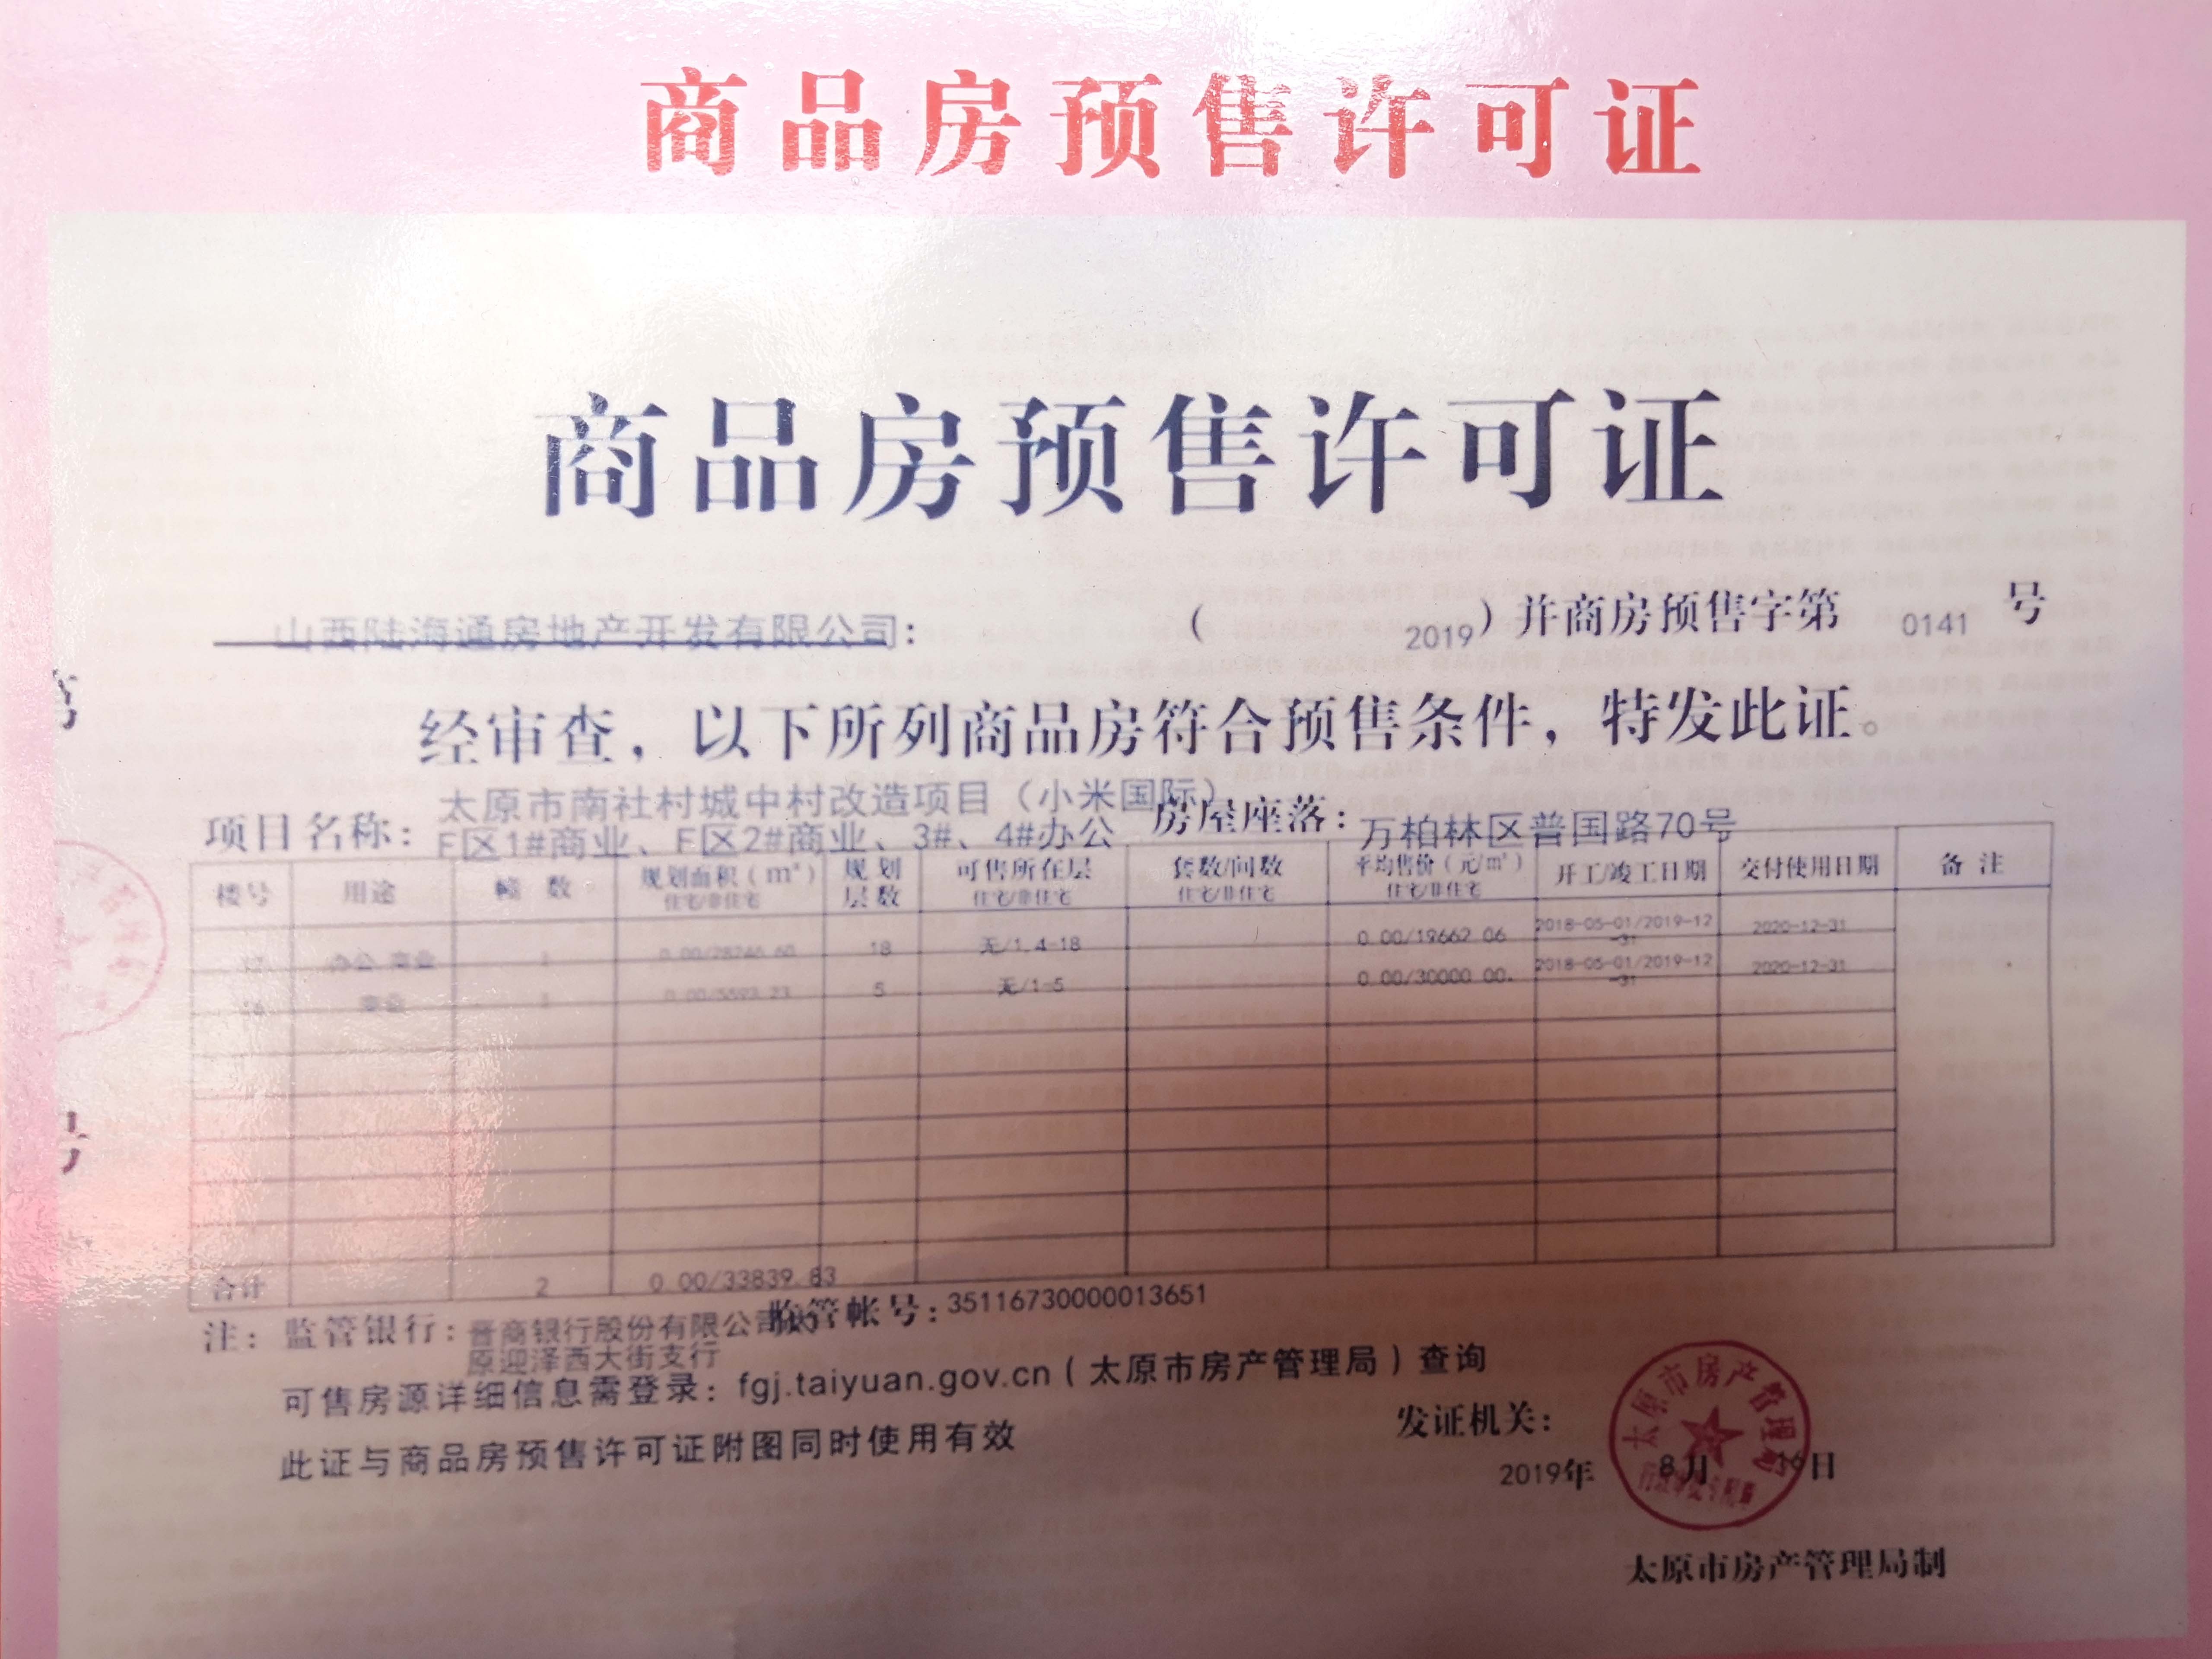 商品房预售许可证
商品房预售许可证
山西陆海通房地产开发有限公司: ( 2019 ) 并商房预售字第 0141 号
经审查，以下所列商品房符合预售条件，特发此证。
项目名称: 太原市南社村城中村改造项目（小米国际）
F区1#商业、F区2#商业、3#、4#办公
房屋座落: 万柏林区普国路70号
楼号 用途 幢 数 规划面积(m²) 住宅/非住宅 规划层数 可售所在层 住宅/非住宅 套数/间数 住宅/非住宅 平均售价(元/m²) 住宅/非住宅 开工/竣工日期 交付使用日期 备 注
办公 商业 1 0.00/28246.60 18 无/1,4-18 0.00/19662.06 2018-05-01/2019-12-31 2020-12-31
商业 1 0.00/5593.23 5 无/1-5 0.00/30000.00 2018-05-01/2019-12-31 2020-12-31
合计 2 0.00/33839.83
注: 监管银行: 晋商银行股份有限公司
原迎泽西大街支行
监管帐号: 35116730000013651
可售房源详细信息需登录: fgj.taiyuan.gov.cn(太原市房产管理局)查询
此证与商品房预售许可证附图同时使用有效
发证机关:
太原市房产管理局
2019年 8月 日
太原市房产管理局制
第
号